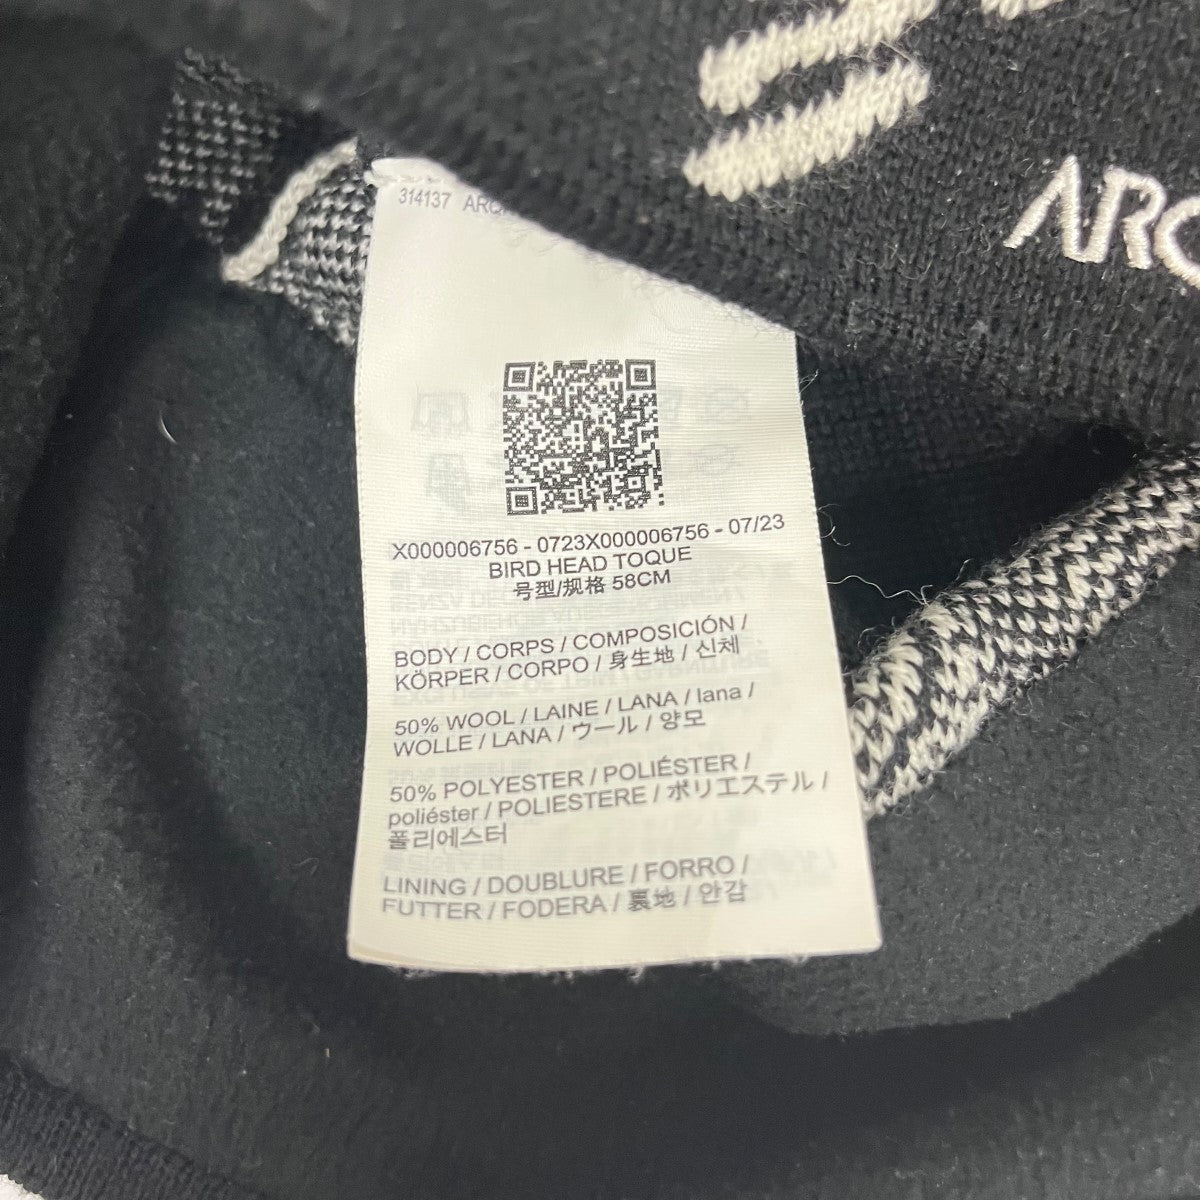 314137
ARC
X000006756 - 0723X000006756 - 07/23
BIRD HEAD TOQUE
号型/规格 58CM
BODY / CORPS / COMPOSICIÓN /
KÖRPER / CORPO / 身生地 / 신체
50% WOOL / LAINE / LANA / lana /
WOLLE / LANA / ウール / 양모
50% POLYESTER / POLIÉSTER /
poliéster / POLIESTERE / ポリエステル /
폴리에스터
LINING / DOUBLURE / FORRO /
FUTTER / FODERA / 裏地 / 안감